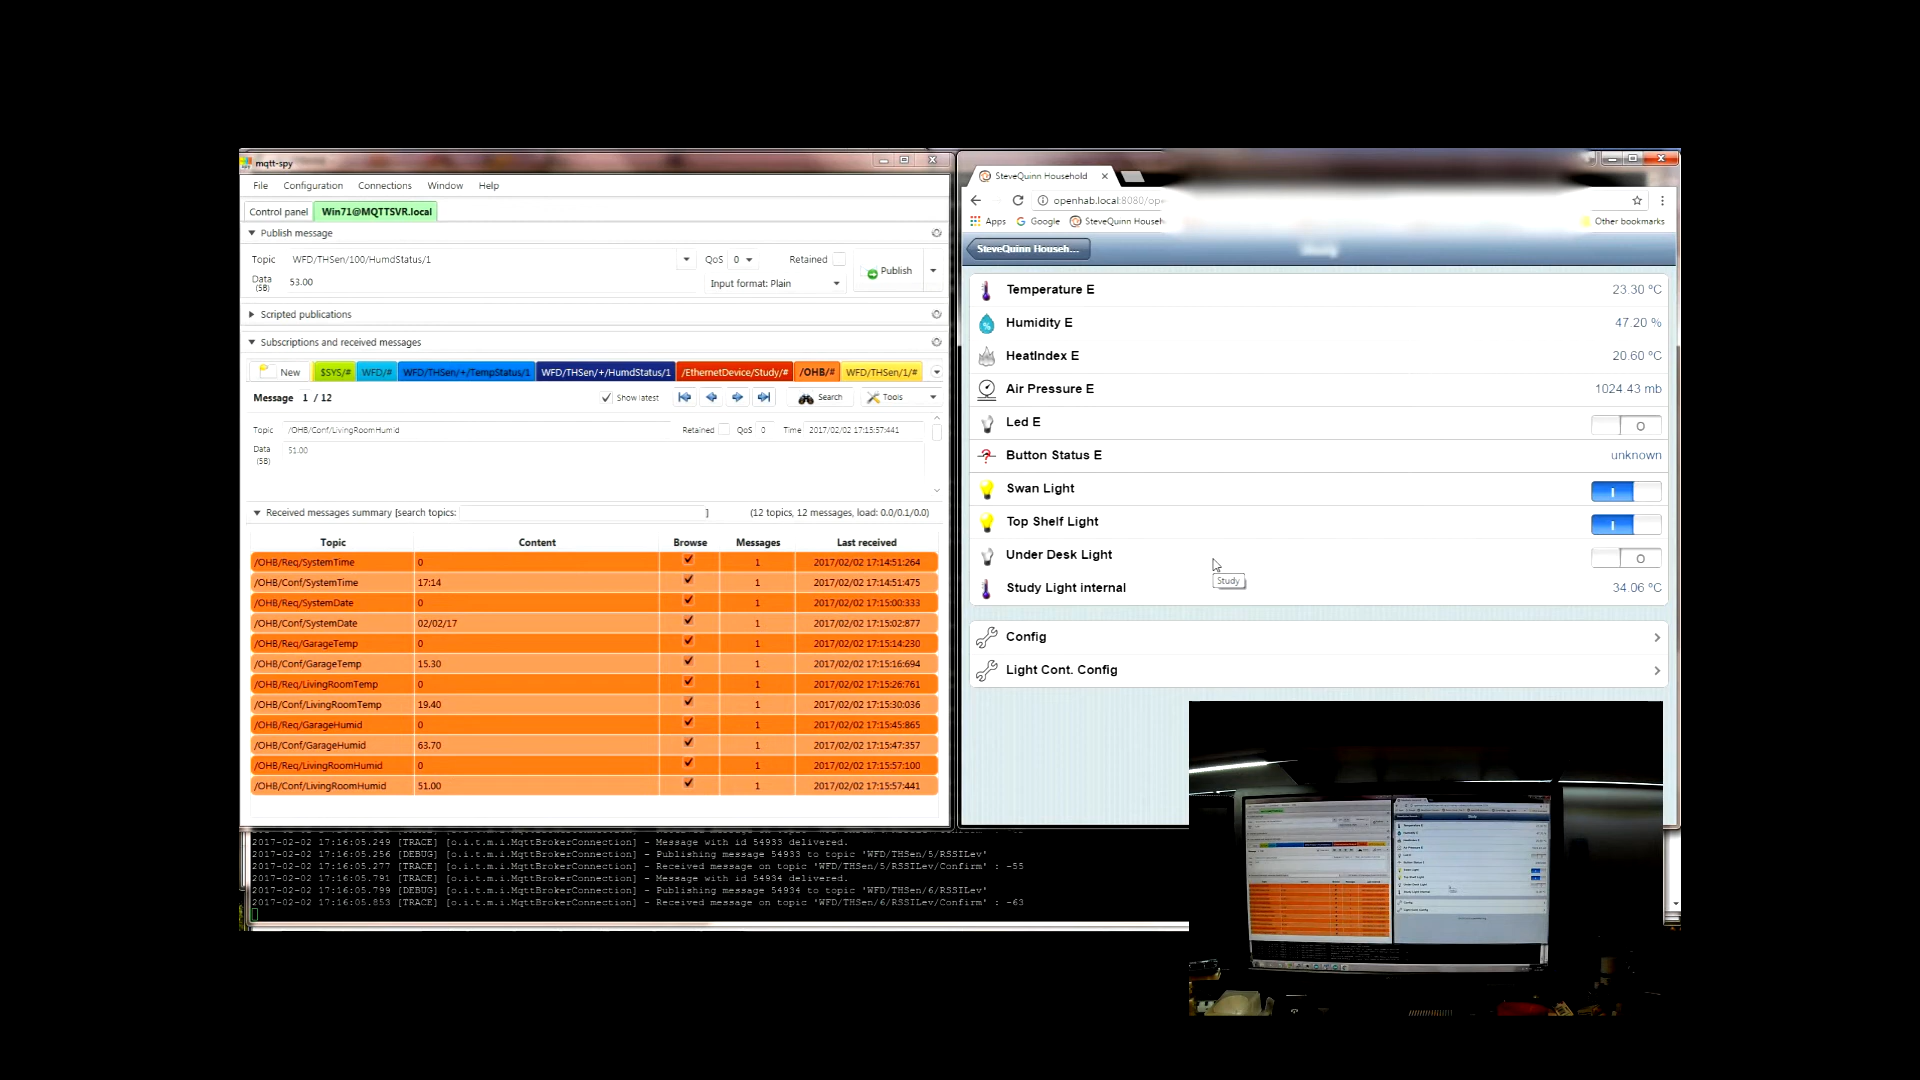 mqtt-spy
File Configuration Connections Window Help
Control panel Win71@MQTTSVR.local
Publish message
Topic WFD/THSen/100/HumdStatus/1 QoS 0 Retained
Publish
Data (5B) 53.00 Input format: Plain
Scripted publications
Subscriptions and received messages
New $SYS/# WFD/# WFD/THSen/+/TempStatus/1 WFD/THSen/+/HumdStatus/1 /EthernetDevice/Study/# /OHB/# WFD/THSen/1/#
Message 1 / 12 Show latest Search Tools
Topic /OHB/Conf/LivingRoomHumid Retained QoS 0 Time 2017/02/02 17:15:57:441
Data (5B) 51.00
Received messages summary [search topics: ] (12 topics, 12 messages, load: 0.0/0.1/0.0)
Topic Content Browse Messages Last received
/OHB/Req/SystemTime 0 1 2017/02/02 17:14:51:264
/OHB/Conf/SystemTime 17:14 1 2017/02/02 17:14:51:475
/OHB/Req/SystemDate 0 1 2017/02/02 17:15:00:333
/OHB/Conf/SystemDate 02/02/17 1 2017/02/02 17:15:02:877
/OHB/Req/GarageTemp 0 1 2017/02/02 17:15:14:230
/OHB/Conf/GarageTemp 15.30 1 2017/02/02 17:15:16:694
/OHB/Req/LivingRoomTemp 0 1 2017/02/02 17:15:26:761
/OHB/Conf/LivingRoomTemp 19.40 1 2017/02/02 17:15:30:036
/OHB/Req/GarageHumid 0 1 2017/02/02 17:15:45:865
/OHB/Conf/GarageHumid 63.70 1 2017/02/02 17:15:47:357
/OHB/Req/LivingRoomHumid 0 1 2017/02/02 17:15:57:100
/OHB/Conf/LivingRoomHumid 51.00 1 2017/02/02 17:15:57:441
2017-02-02 17:16:05.249 [TRACE] [o.i.t.m.i.MqttBrokerConnection] - Message with id 54933 delivered.
2017-02-02 17:16:05.256 [DEBUG] [o.i.t.m.i.MqttBrokerConnection] - Publishing message 54933 to topic 'WFD/THSen/5/RSSILev'
2017-02-02 17:16:05.277 [TRACE] [o.i.t.m.i.MqttBrokerConnection] - Received message on topic 'WFD/THSen/5/RSSILev/Confirm' : -55
2017-02-02 17:16:05.791 [TRACE] [o.i.t.m.i.MqttBrokerConnection] - Message with id 54934 delivered.
2017-02-02 17:16:05.799 [DEBUG] [o.i.t.m.i.MqttBrokerConnection] - Publishing message 54934 to topic 'WFD/THSen/6/RSSILev'
2017-02-02 17:16:05.853 [TRACE] [o.i.t.m.i.MqttBrokerConnection] - Received message on topic 'WFD/THSen/6/RSSILev/Confirm' : -63
SteveQuinn Household
openhab.local:8080/ope
Apps Google SteveQuinn Househ Other bookmarks
SteveQuinn Househ... Study
Temperature E 23.30 °C
Humidity E 47.20 %
HeatIndex E 20.60 °C
Air Pressure E 1024.43 mb
Led E O
Button Status E unknown
Swan Light I
Top Shelf Light I
Under Desk Light O
Study
Study Light internal 34.06 °C
Config
Light Cont. Config